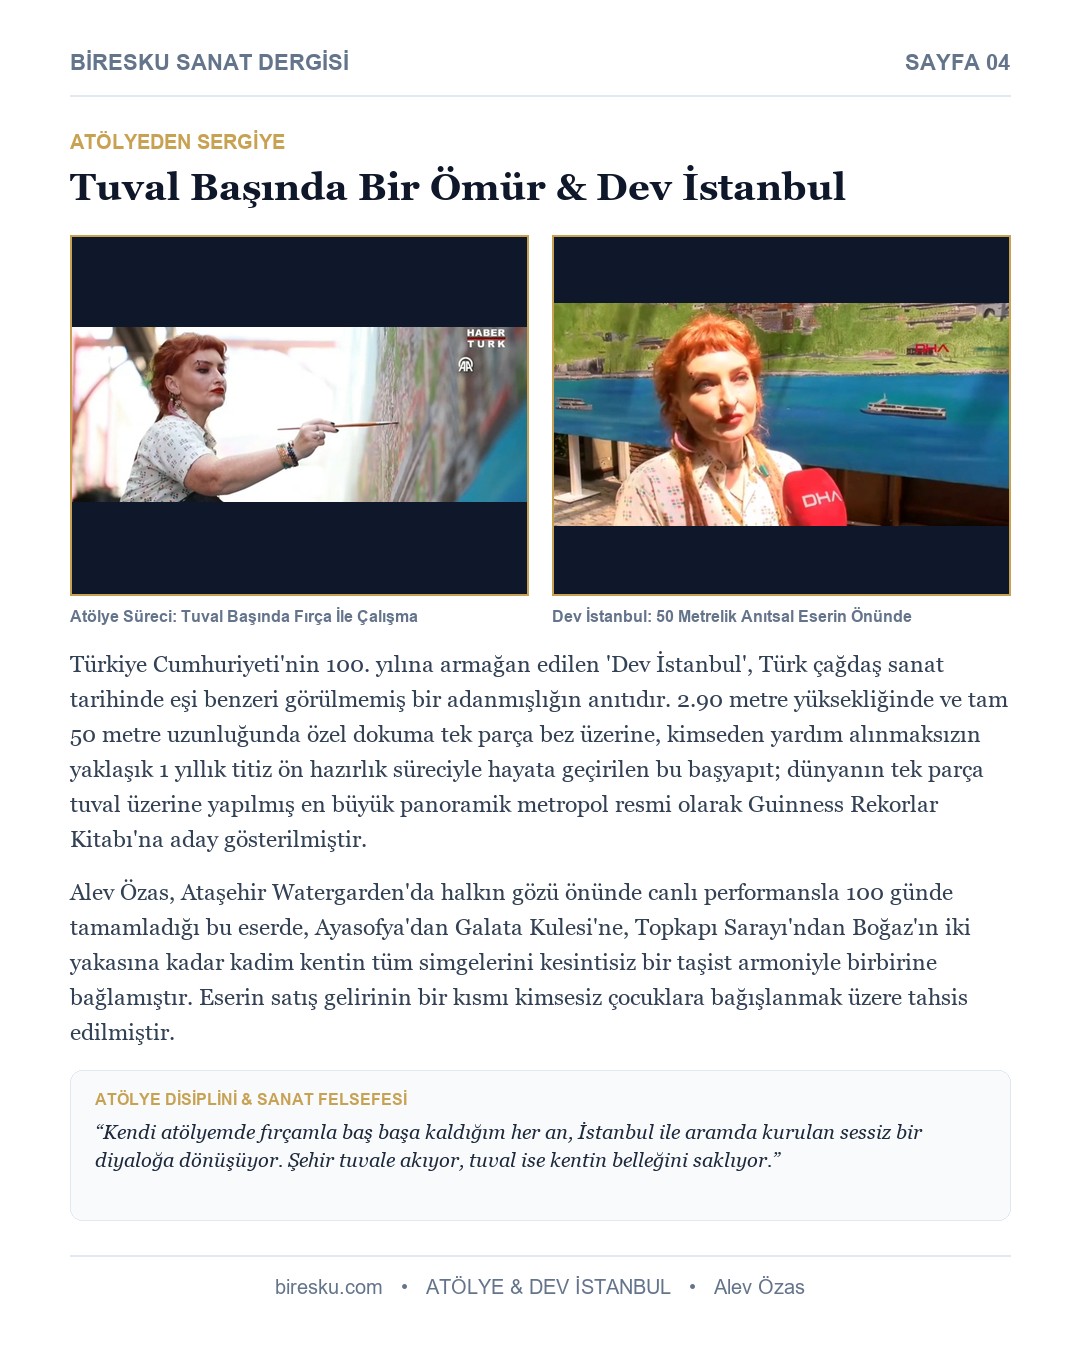 BİRESKU SANAT DERGİSİ
SAYFA 04
ATÖLYEDEN SERGİYE
Tuval Başında Bir Ömür & Dev İstanbul
HABER
TURK
AA
DHA
DHA
Atölye Süreci: Tuval Başında Fırça İle Çalışma
Dev İstanbul: 50 Metrelik Anıtsal Eserin Önünde
Türkiye Cumhuriyeti'nin 100. yılına armağan edilen 'Dev İstanbul', Türk çağdaş sanat
tarihinde eşi benzeri görülmemiş bir adanmışlığın anıtıdır. 2.90 metre yüksekliğinde ve tam
50 metre uzunluğunda özel dokuma tek parça bez üzerine, kimseden yardım alınmaksızın
yaklaşık 1 yıllık titiz ön hazırlık süreciyle hayata geçirilen bu başyapıt; dünyanın tek parça
tuval üzerine yapılmış en büyük panoramik metropol resmi olarak Guinness Rekorlar
Kitabı'na aday gösterilmiştir.
Alev Özas, Ataşehir Watergarden'da halkın gözü önünde canlı performansla 100 günde
tamamladığı bu eserde, Ayasofya'dan Galata Kulesi'ne, Topkapı Sarayı'ndan Boğaz'ın iki
yakasına kadar kadim kentin tüm simgelerini kesintisiz bir taşist armoniyle birbirine
bağlamıştır. Eserin satış gelirinin bir kısmı kimsesiz çocuklara bağışlanmak üzere tahsis
edilmiştir.
ATÖLYE DİSİPLİNİ & SANAT FELSEFESİ
“Kendi atölyemde fırçamla baş başa kaldığım her an, İstanbul ile aramda kurulan sessiz bir
diyaloğa dönüşüyor. Şehir tuvale akıyor, tuval ise kentin belleğini saklıyor.”
biresku.com • ATÖLYE & DEV İSTANBUL • Alev Özas